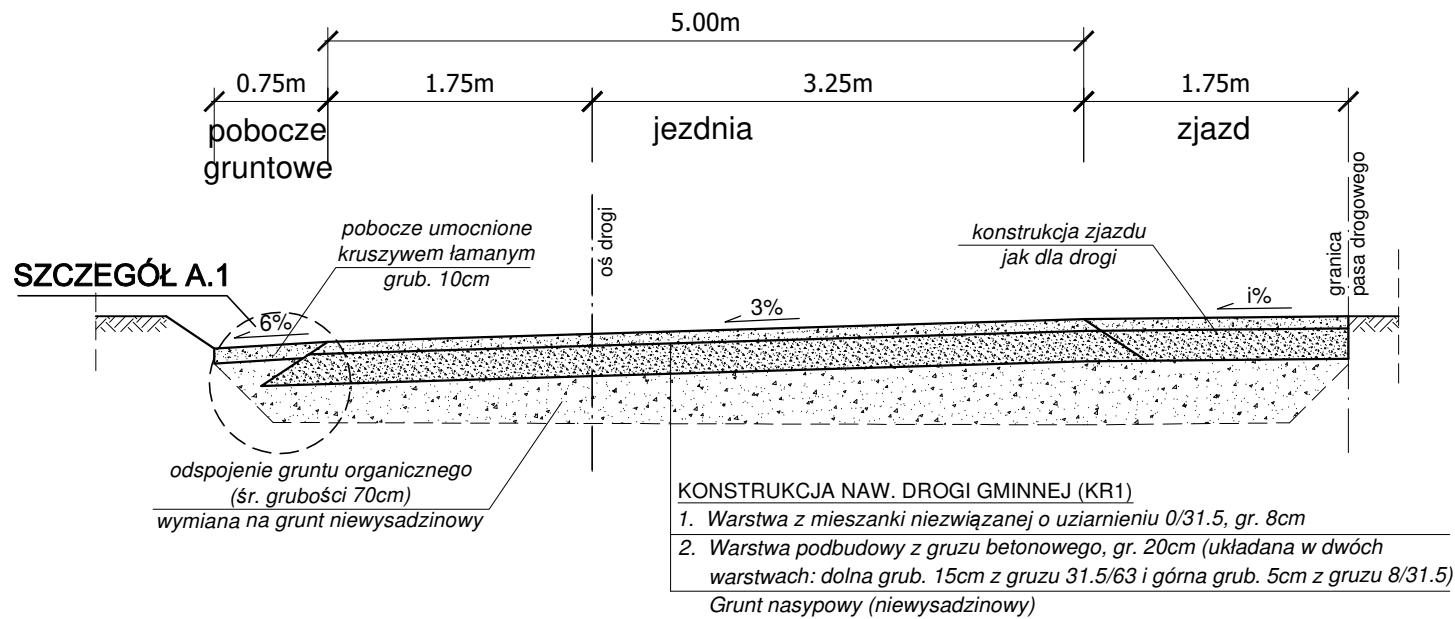 5.00m
0.75m
1.75m
3.25m
1.75m
pobocze
gruntowe
jezdnia
zjazd
pobocze umocnione
kruszywem łamanym
grub. 10cm
oś drogi
konstrukcja zjazdu
jak dla drogi
granica
pasa drogowego
SZCZEGÓŁ A.1
6%
3%
i%
odspojenie gruntu organicznego
(śr. grubości 70cm)
wymiana na grunt niewysadzinowy
KONSTRUKCJA NAW. DROGI GMINNEJ (KR1)
1. Warstwa z mieszanki niezwiązanej o uziarnieniu 0/31.5, gr. 8cm
2. Warstwa podbudowy z gruzu betonowego, gr. 20cm (układana w dwóch
warstwach: dolna grub. 15cm z gruzu 31.5/63 i górna grub. 5cm z gruzu 8/31.5)
Grunt nasypowy (niewysadzinowy)